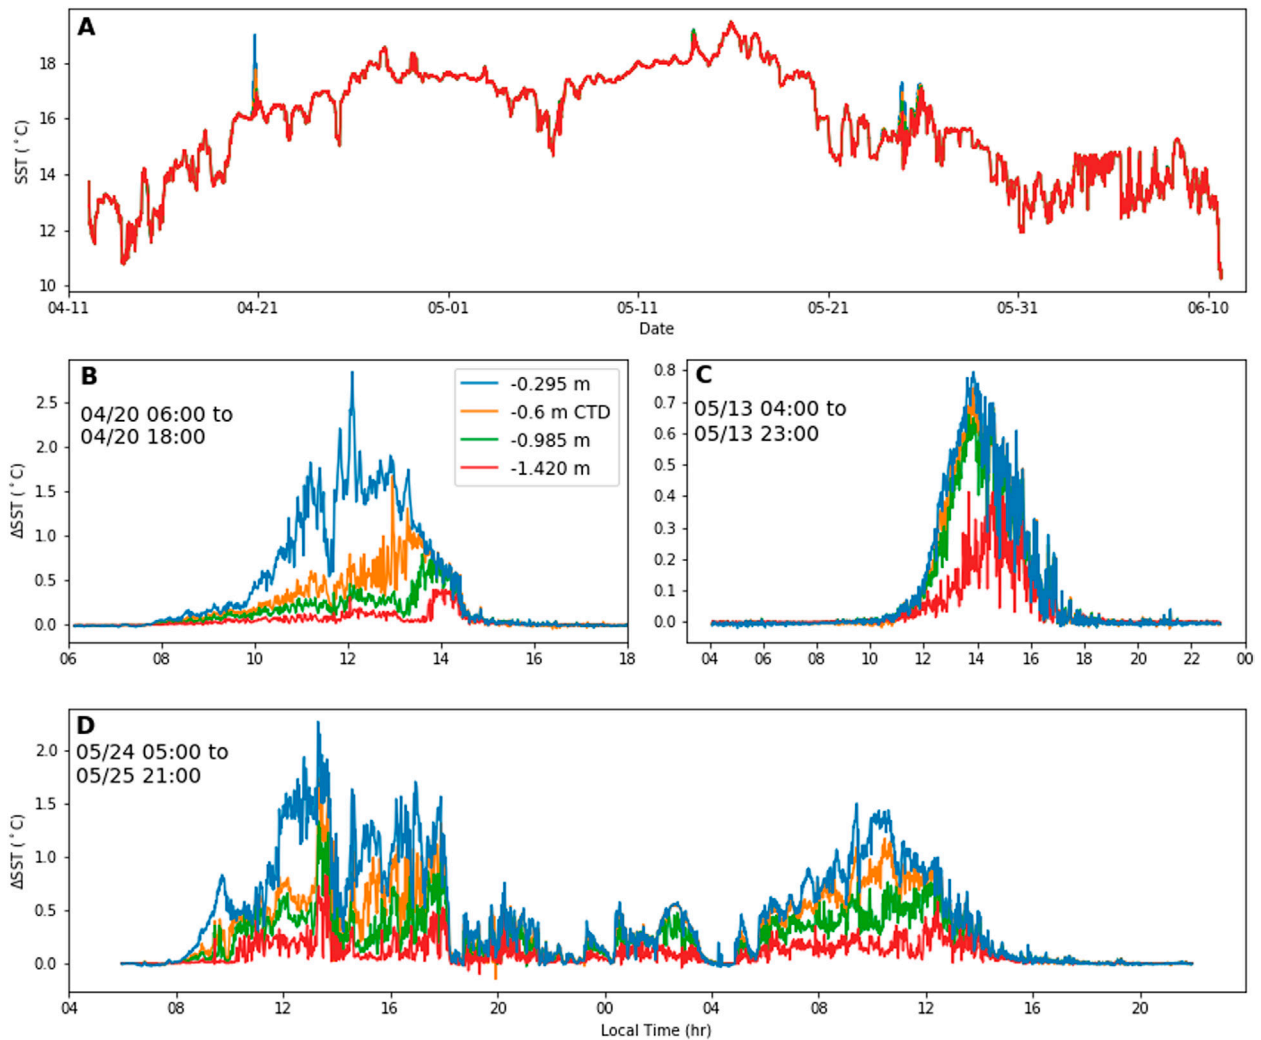 A
SST (°C)
18
16
14
12
10
04-11 04-21 05-01 05-11 05-21 05-31 06-10
Date
B
04/20 06:00 to
04/20 18:00
-0.295 m
-0.6 m CTD
-0.985 m
-1.420 m
ΔSST (°C)
2.5
2.0
1.5
1.0
0.5
0.0
06 08 10 12 14 16 18
C
05/13 04:00 to
05/13 23:00
0.8
0.7
0.6
0.5
0.4
0.3
0.2
0.1
0.0
04 06 08 10 12 14 16 18 20 22 00
D
05/24 05:00 to
05/25 21:00
ΔSST (°C)
2.0
1.5
1.0
0.5
0.0
04 08 12 16 20 00 04 08 12 16 20
Local Time (hr)